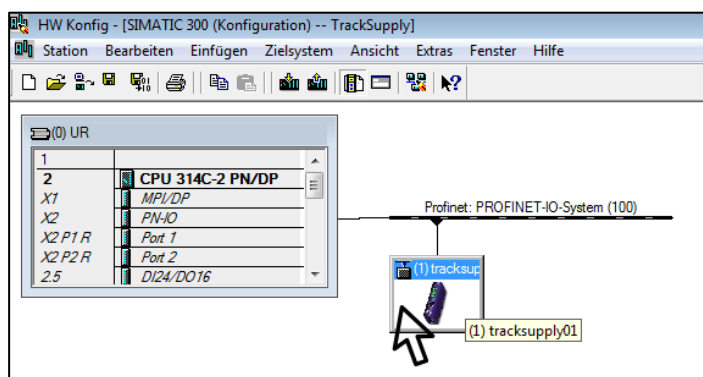 HW Konfig - [SIMATIC 300 (Konfiguration) -- TrackSupply]
Station Bearbeiten Einfügen Zielsystem Ansicht Extras Fenster Hilfe
(0) UR
1
2 CPU 314C-2 PN/DP
X1 MPI/DP
X2 PN-IO
X2 P1 R Port 1
X2 P2 R Port 2
2.5 DI24/DO16
Profinet: PROFINET-IO-System (100)
(1) tracksup
(1) tracksupply01